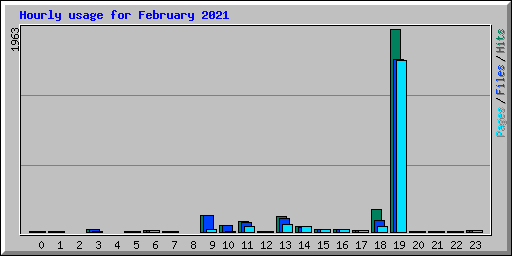 Hourly usage for February 2021
1963
Pages/Files/Hits
0 1 2 3 4 5 6 7 8 9 10 11 12 13 14 15 16 17 18 19 20 21 22 23